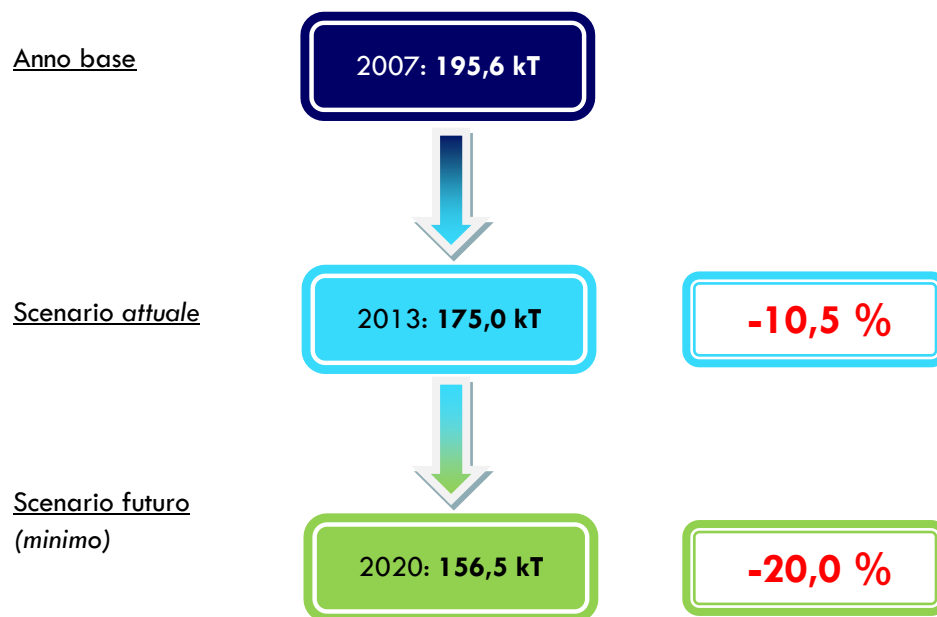 Anno base
2007: 195,6 kT
Scenario attuale
2013: 175,0 kT
-10,5 %
Scenario futuro
(minimo)
2020: 156,5 kT
-20,0 %